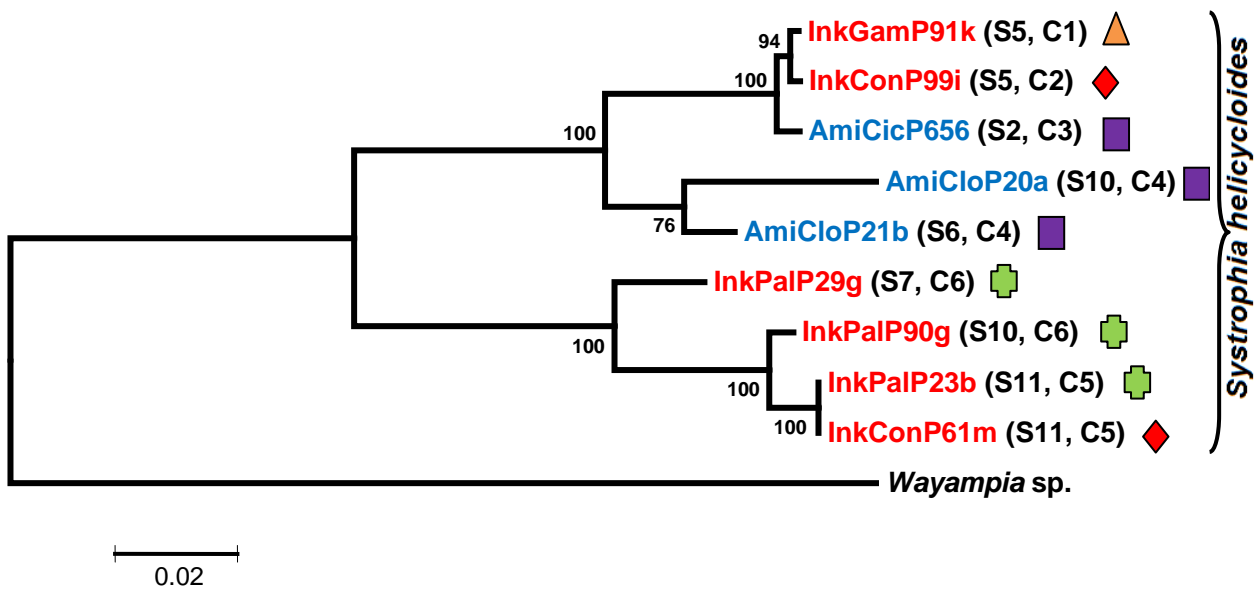 InkGamP91k (S5, C1)
94
InkConP99i (S5, C2)
100
AmiCicP656 (S2, C3)
100
AmiCloP20a (S10, C4)
AmiCloP21b (S6, C4)
76
InkPalP29g (S7, C6)
InkPalP90g (S10, C6)
100
InkPalP23b (S11, C5)
100
InkConP61m (S11, C5)
100
Systrophia helicycloides
Wayampia sp.
0.02